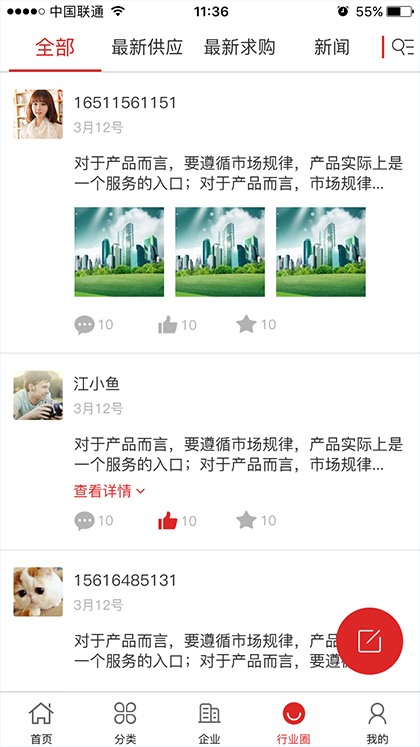 中国联通 11:36 55%
全部 最新供应 最新求购 新闻
16511561151
3月12号
对于产品而言，要遵循市场规律，产品实际上是
一个服务的入口；对于产品而言，市场规律...
10 10 10
江小鱼
3月12号
对于产品而言，要遵循市场规律，产品实际上是
一个服务的入口；对于产品而言，市场规律...
查看详情
10 10 10
15616485131
3月12号
对于产品而言，要遵循市场规律，产
一个服务的入口；对于产品而言，要遵
首页 分类 企业 行业圈 我的